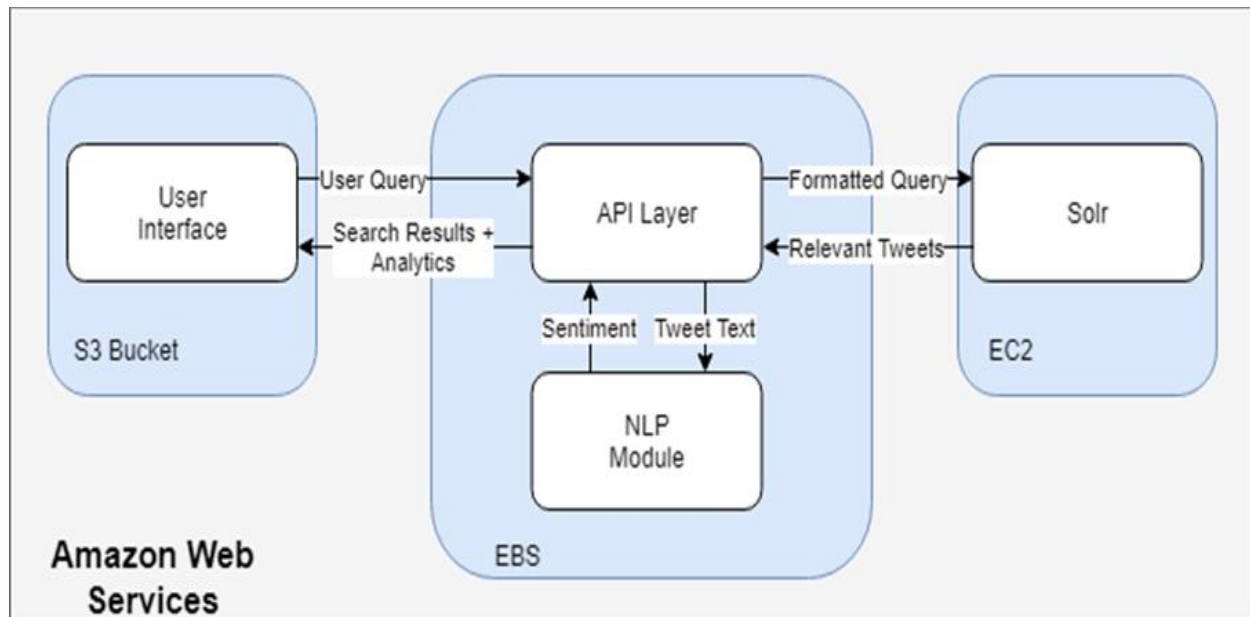 User
Interface
User Query
Search Results +
Analytics
S3 Bucket
API Layer
Sentiment
Tweet Text
NLP
Module
EBS
Formatted Query
Relevant Tweets
Solr
EC2
Amazon Web
Services